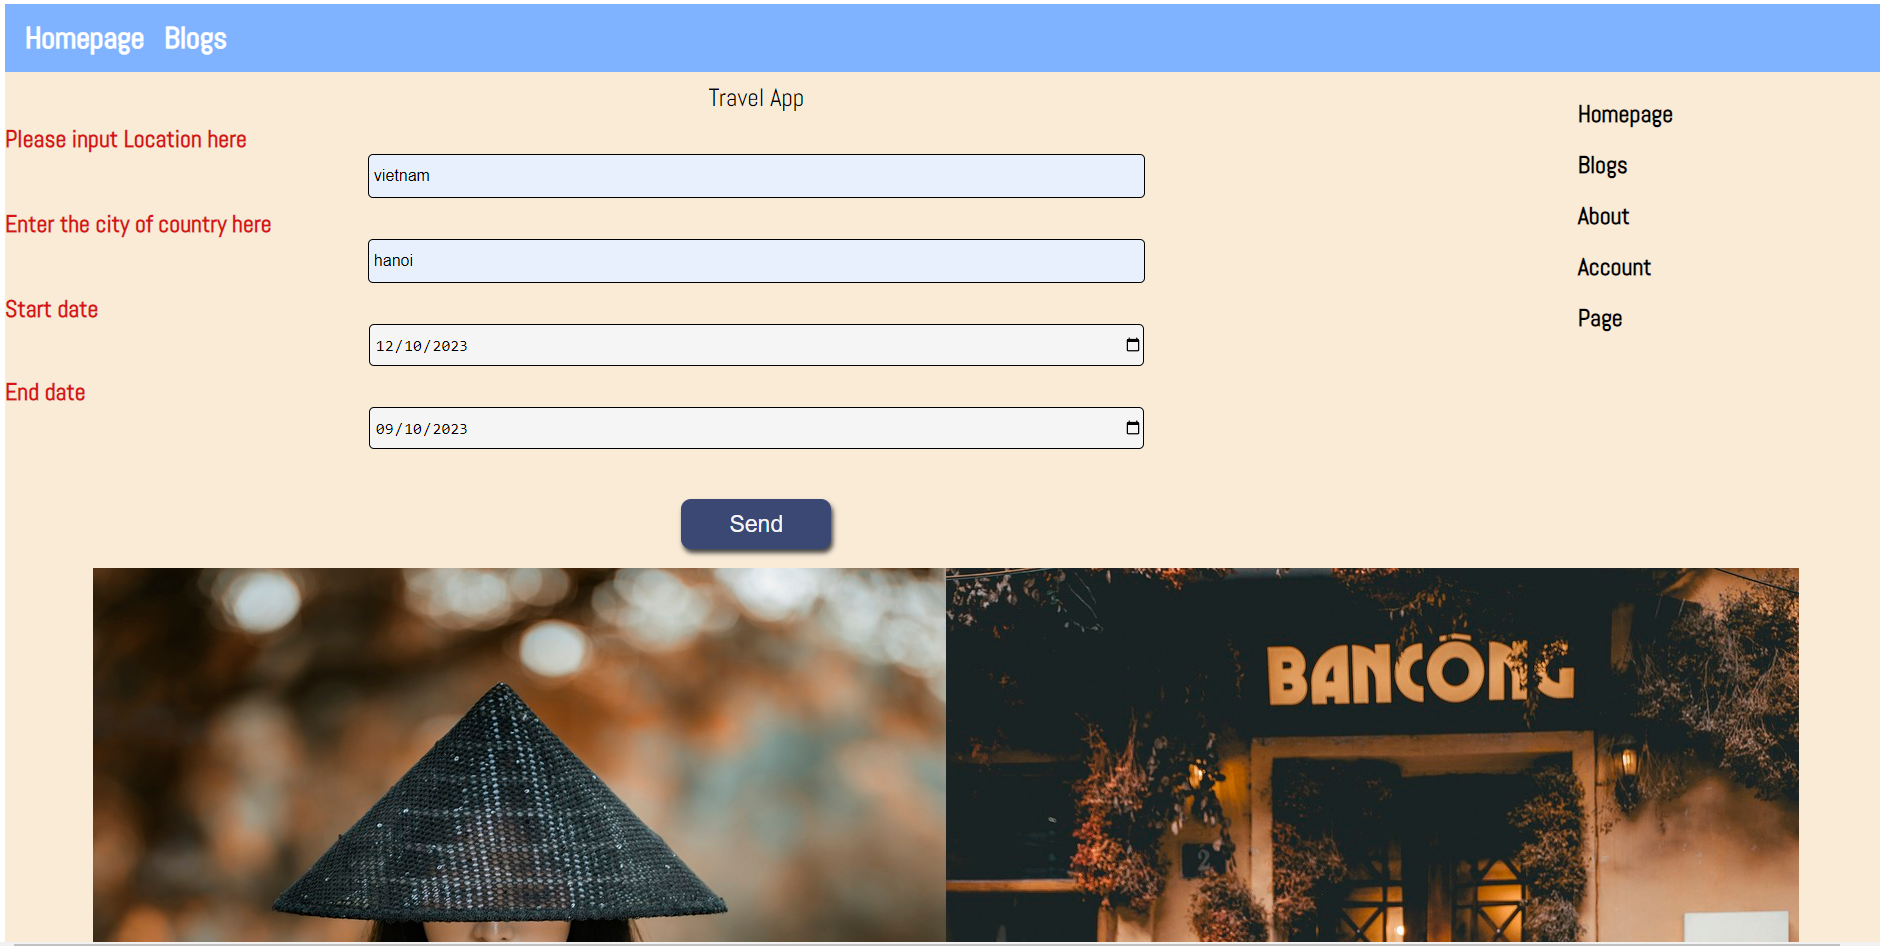 Homepage Blogs
Travel App
Please input Location here
vietnam
Enter the city of country here
hanoi
Start date
12/10/2023
End date
09/10/2023
Send
Homepage
Blogs
About
Account
Page
BANCÔNG
2